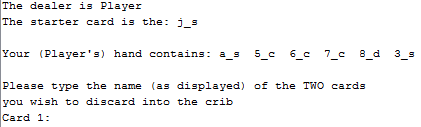 The dealer is Player
The starter card is the: j_s
Your (Player's) hand contains: a_s 5_c 6_c 7_c 8_d 3_s
Please type the name (as displayed) of the TWO cards
you wish to discard into the crib
Card 1: